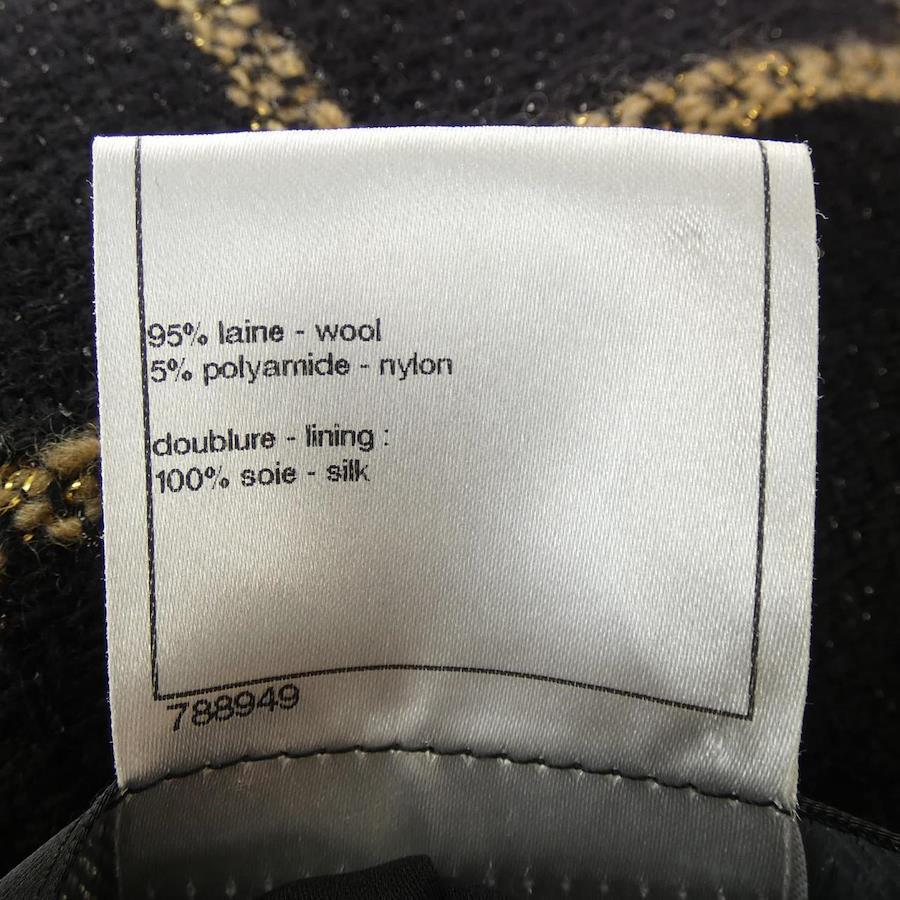 95% laine - wool
5% polyamide - nylon
doublure - lining :
100% soie - silk
788949